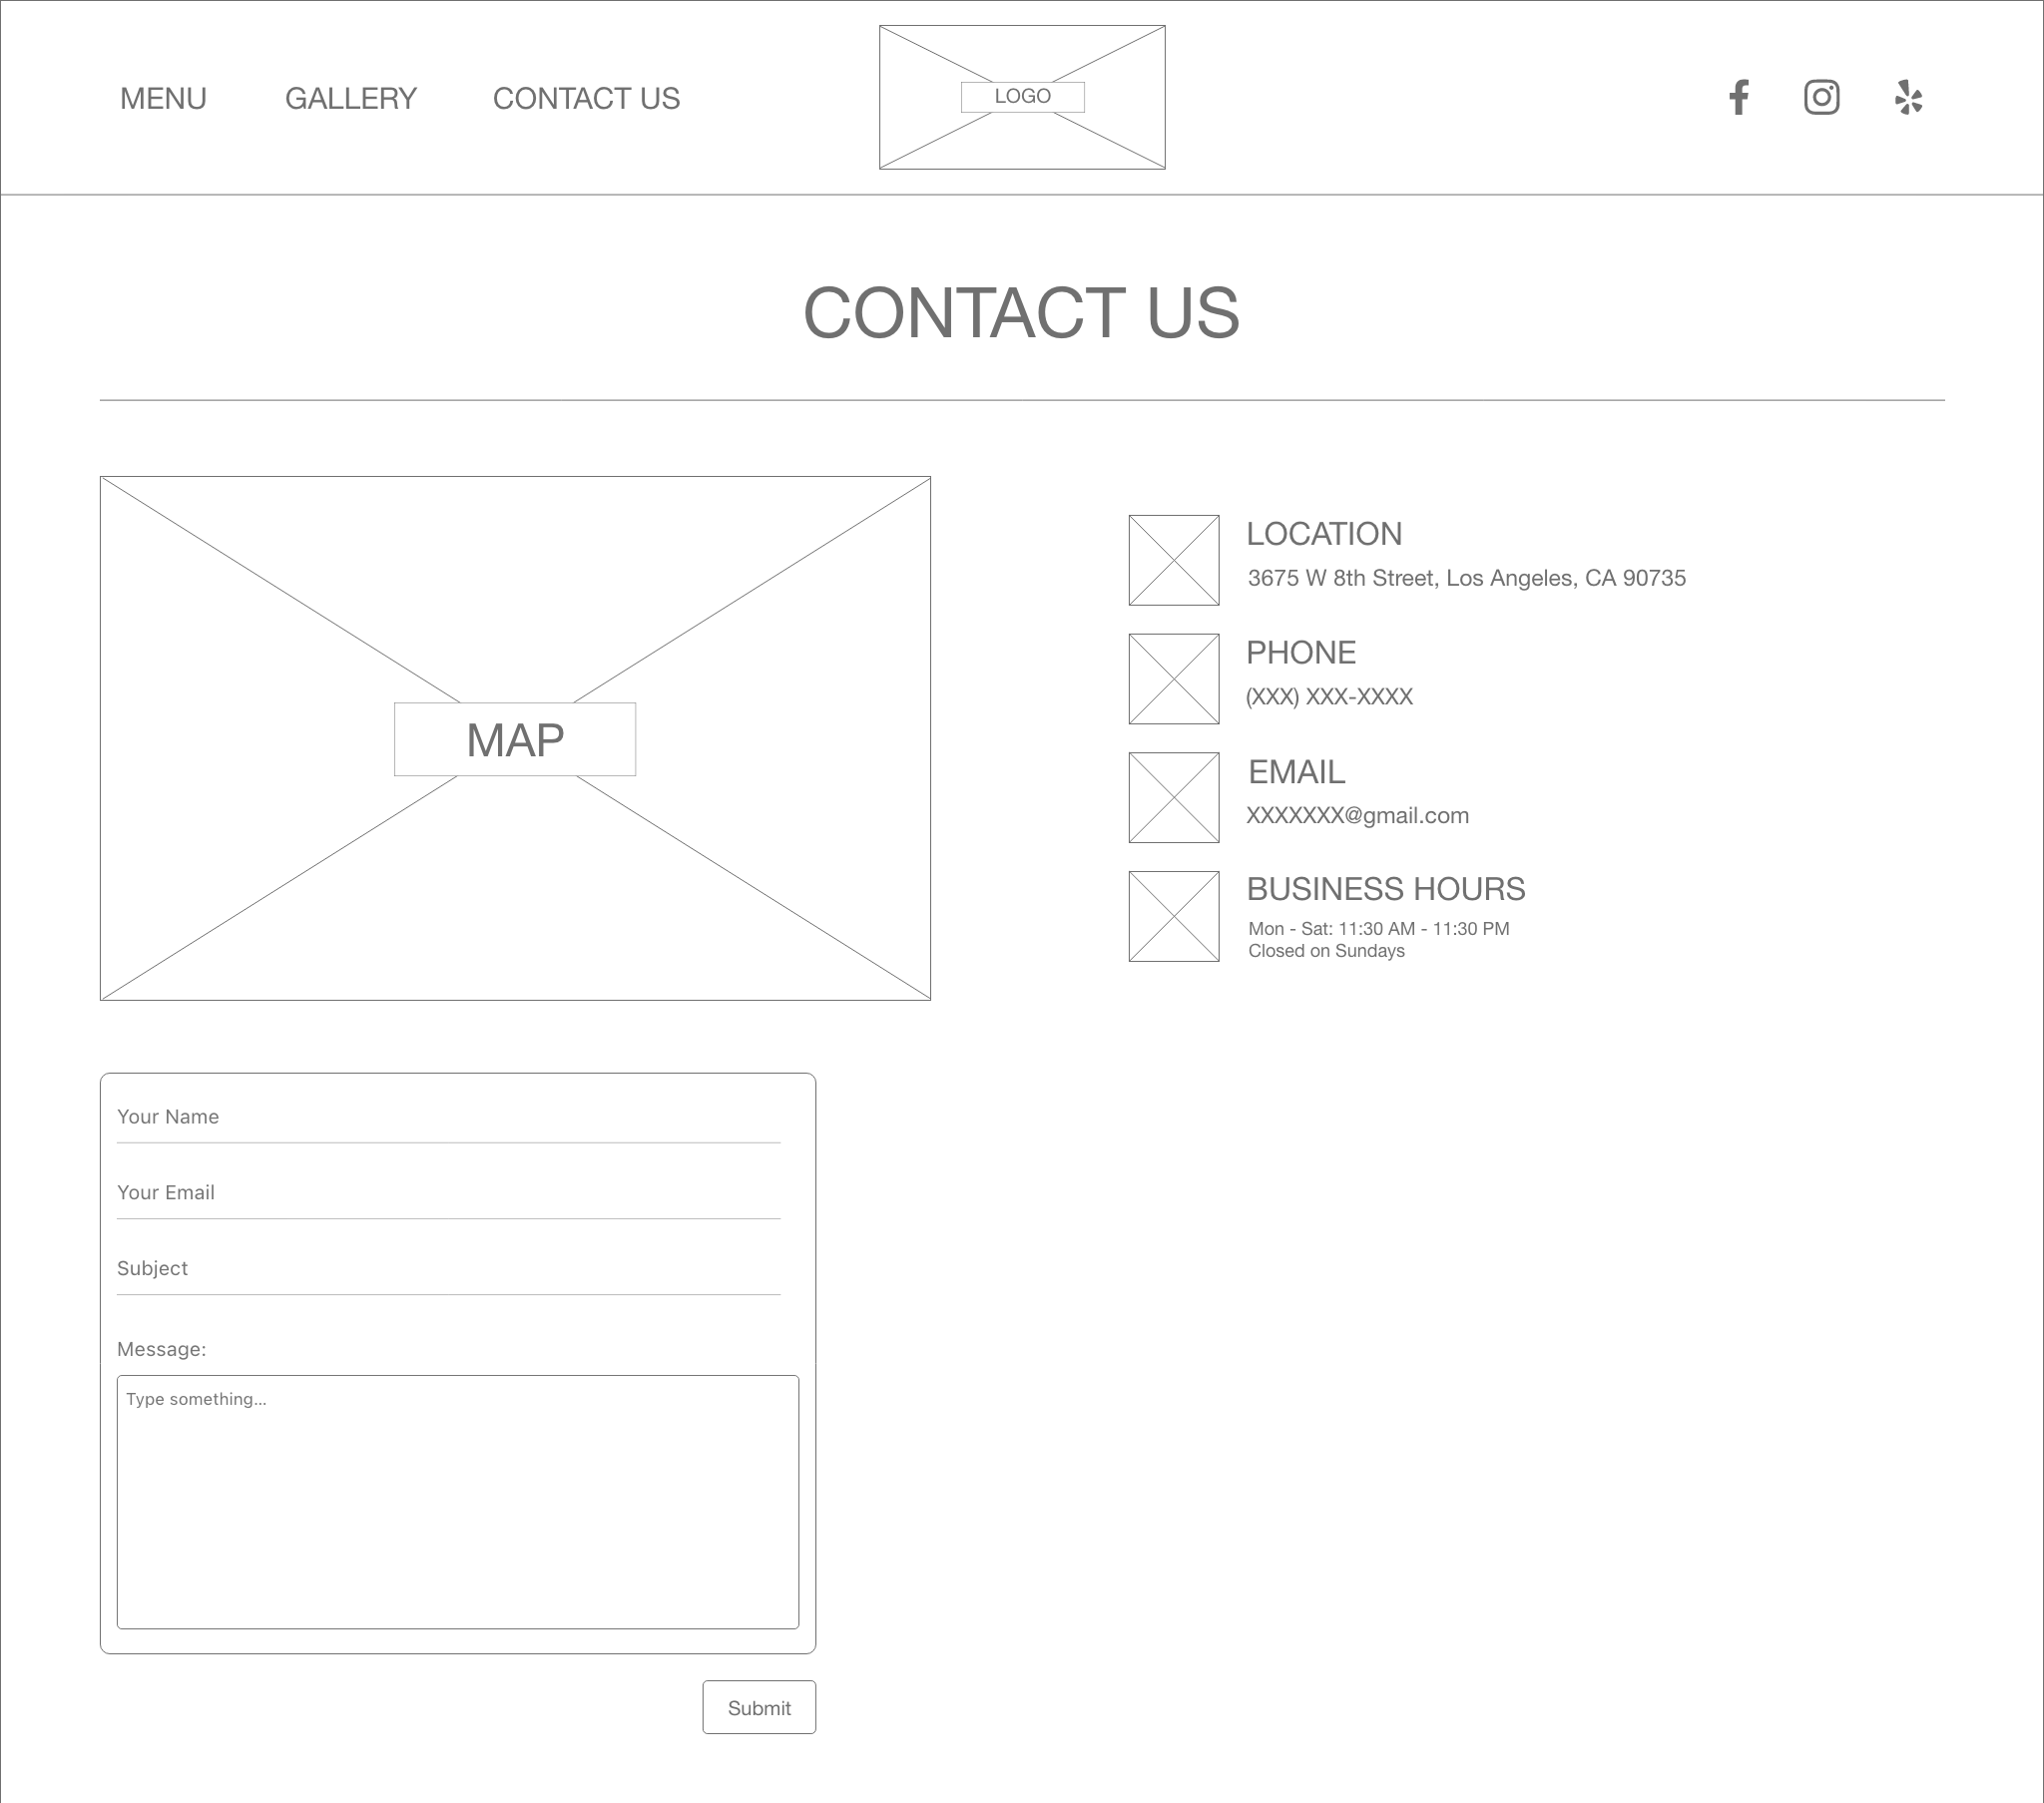 MENU GALLERY CONTACT US LOGO
CONTACT US
MAP
LOCATION
3675 W 8th Street, Los Angeles, CA 90735
PHONE
(XXX) XXX-XXXX
EMAIL
XXXXXXX@gmail.com
BUSINESS HOURS
Mon - Sat: 11:30 AM - 11:30 PM
Closed on Sundays
Your Name
Your Email
Subject
Message:
Type something...
Submit